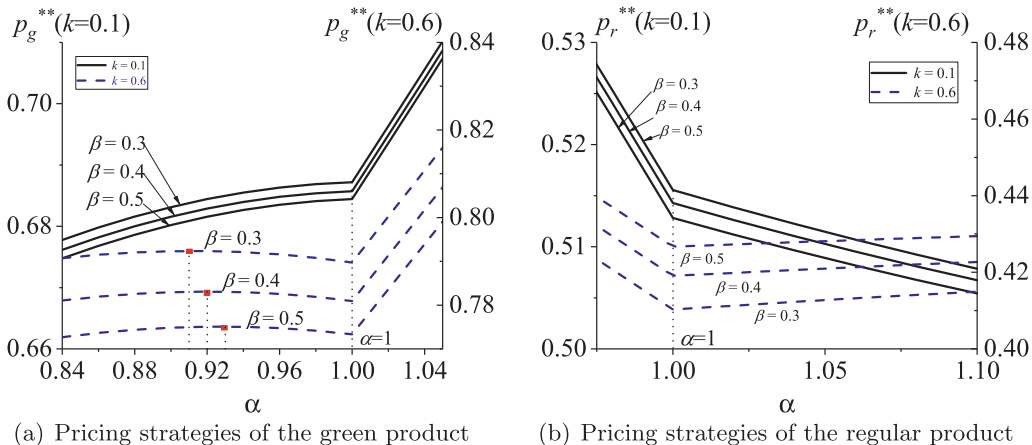 p_g**(k=0.1) p_g**(k=0.6)
0.70
0.68
0.66
0.84
0.82
0.80
0.78
k = 0.1
k = 0.6
β = 0.3
β = 0.4
β = 0.5
β = 0.3
β = 0.4
β = 0.5
α=1
0.84 0.88 0.92 0.96 1.00 1.04
α
(a) Pricing strategies of the green product
p_r**(k=0.1) p_r**(k=0.6)
0.53
0.52
0.51
0.50
0.48
0.46
0.44
0.42
0.40
k = 0.1
k = 0.6
β = 0.3
β = 0.4
β = 0.5
β = 0.5
β = 0.4
β = 0.3
1.00 1.05 1.10
α
(b) Pricing strategies of the regular product